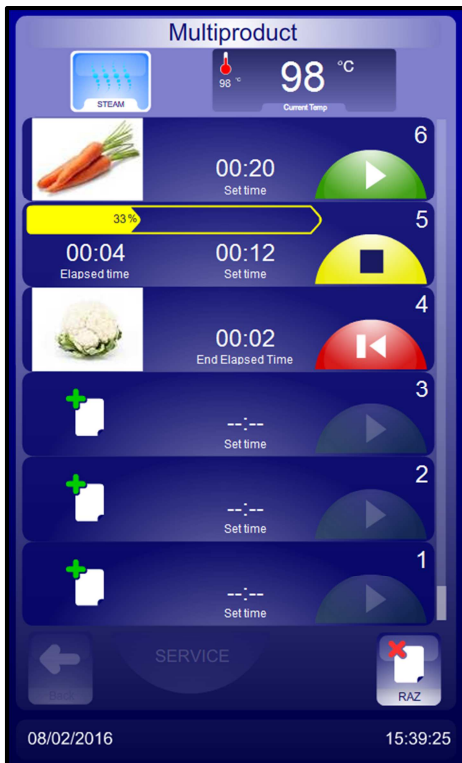 Multiproduct
STEAM
98 °C
98 °C
Current Temp
6
00:20
Set time
33%
5
00:04
00:12
Elapsed time
Set time
4
00:02
End Elapsed Time
3
--:--
Set time
2
--:--
Set time
1
--:--
Set time
SERVICE
Back
RAZ
08/02/2016
15:39:25